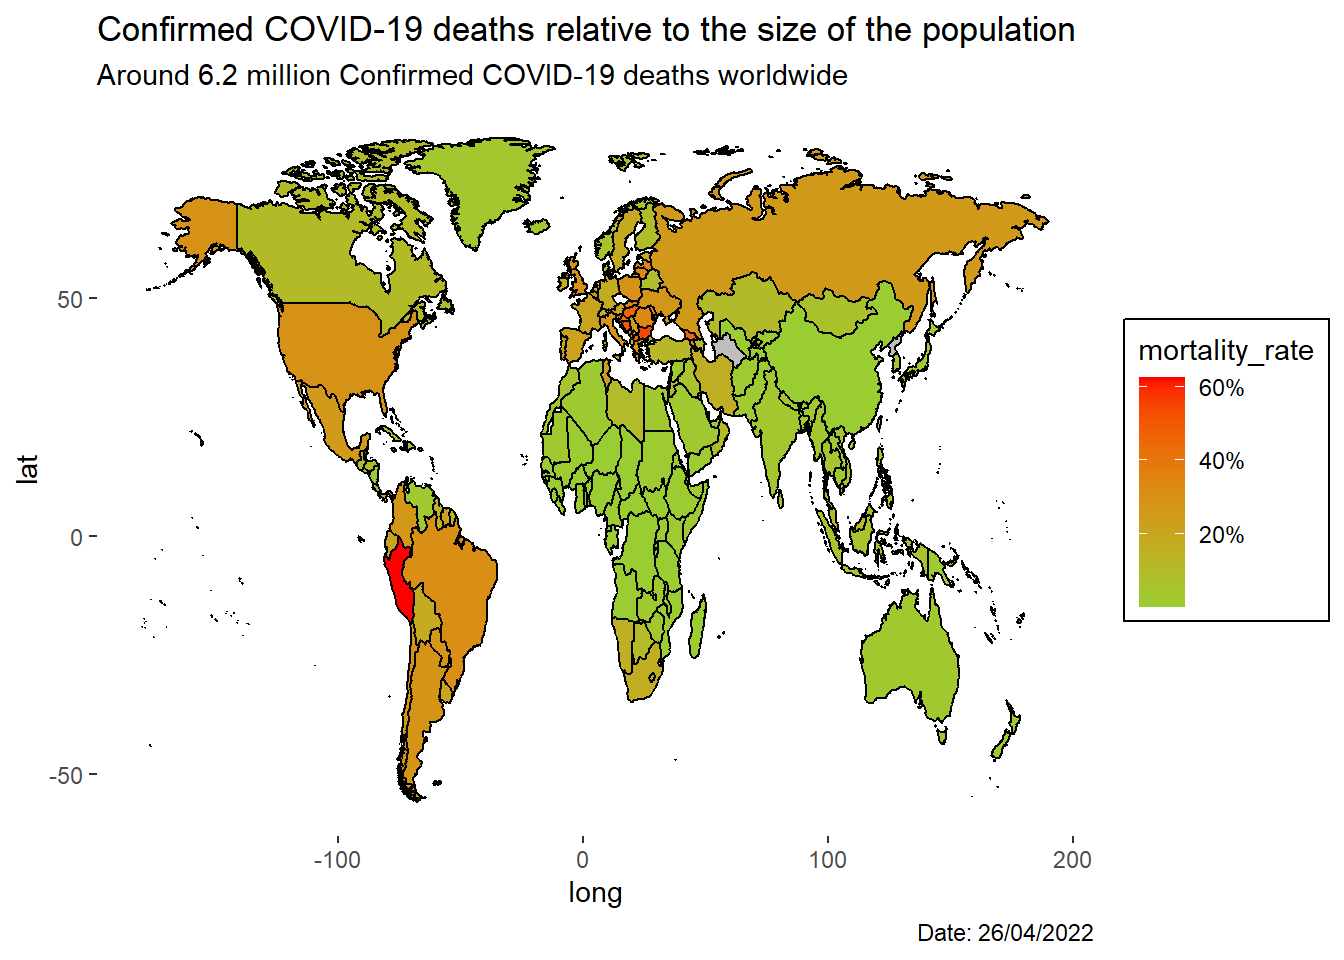 Confirmed COVID-19 deaths relative to the size of the population
Around 6.2 million Confirmed COVID-19 deaths worldwide
lat
50
0
-50
-100
0
100
200
long
mortality_rate
60%
40%
20%
Date: 26/04/2022